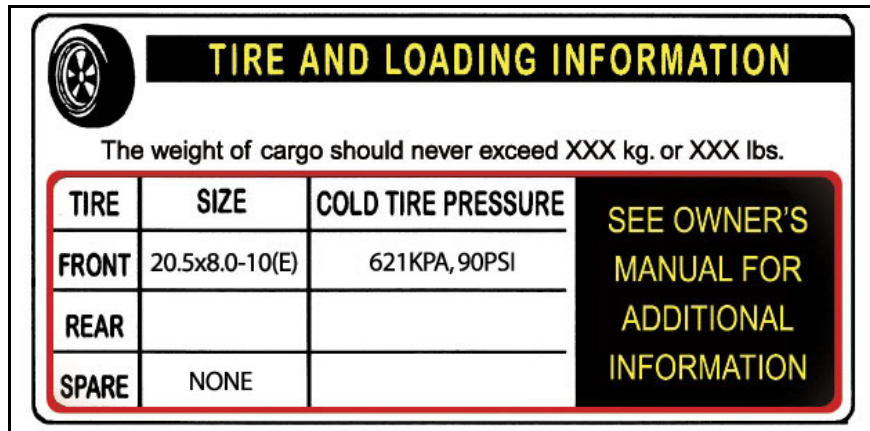 TIRE AND LOADING INFORMATION
The weight of cargo should never exceed XXX kg. or XXX lbs.
TIRE SIZE COLD TIRE PRESSURE
FRONT 20.5x8.0-10(E) 621KPA, 90PSI
REAR
SPARE NONE
SEE OWNER'S
MANUAL FOR
ADDITIONAL
INFORMATION